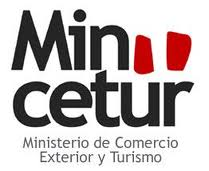 Min
cetur
Ministerio de Comercio
Exterior y Turismo